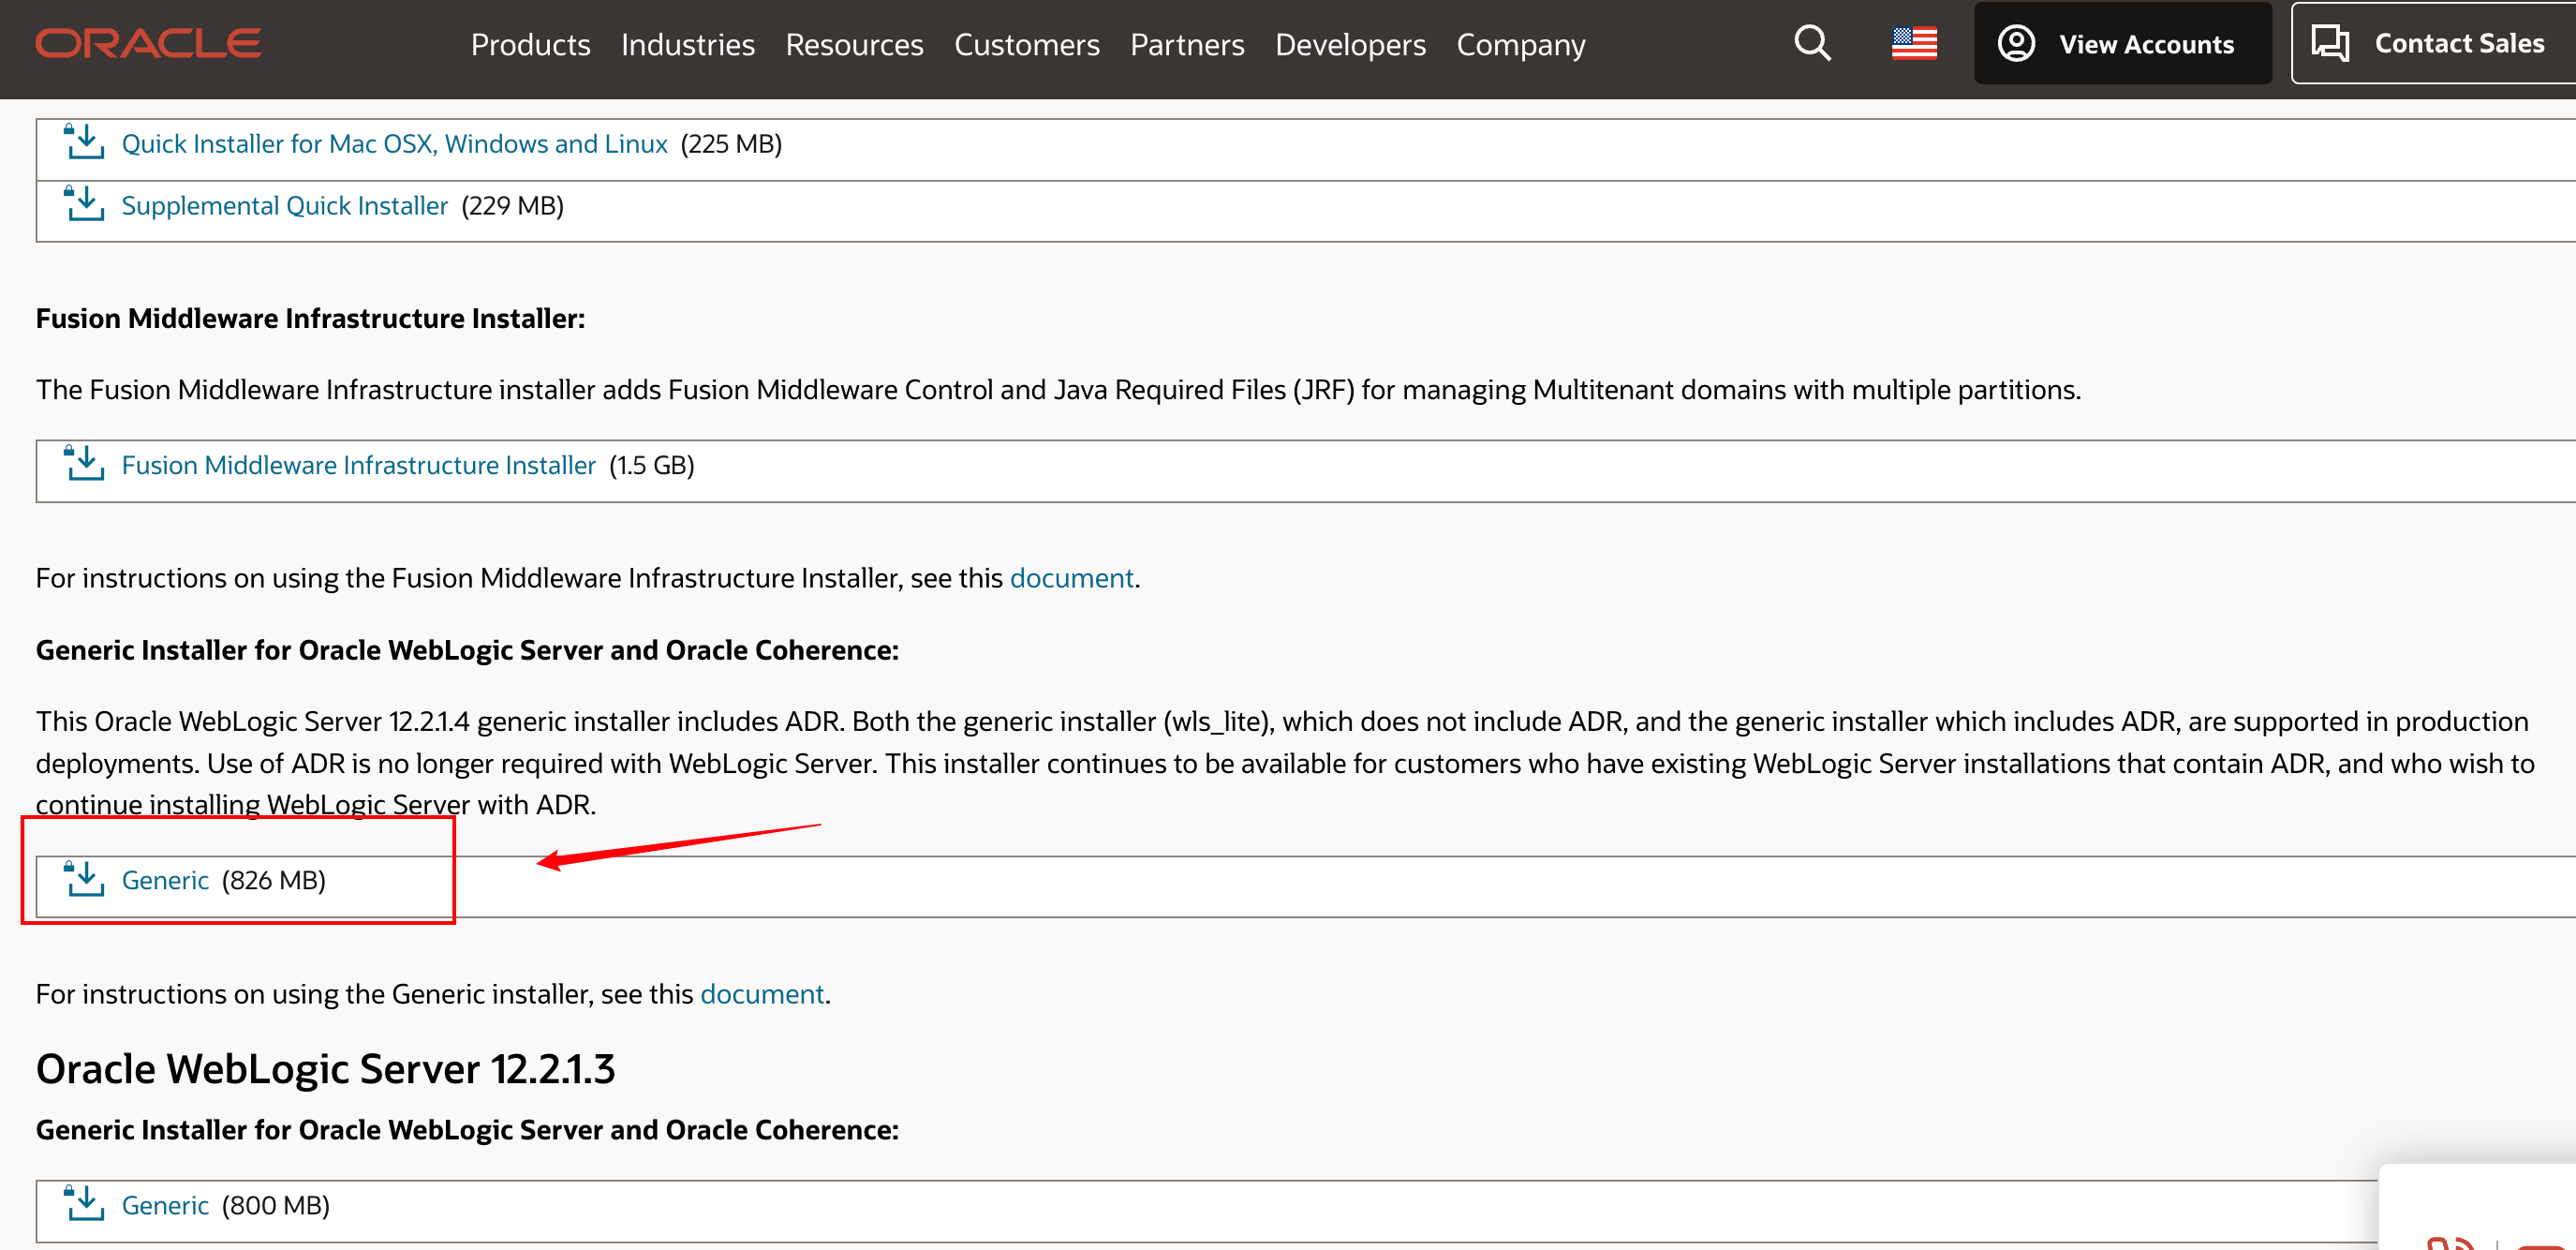 ORACLE
Products Industries Resources Customers Partners Developers Company
View Accounts
Contact Sales
Quick Installer for Mac OSX, Windows and Linux (225 MB)
Supplemental Quick Installer (229 MB)
Fusion Middleware Infrastructure Installer:
The Fusion Middleware Infrastructure installer adds Fusion Middleware Control and Java Required Files (JRF) for managing Multitenant domains with multiple partitions.
Fusion Middleware Infrastructure Installer (1.5 GB)
For instructions on using the Fusion Middleware Infrastructure Installer, see this document.
Generic Installer for Oracle WebLogic Server and Oracle Coherence:
This Oracle WebLogic Server 12.2.1.4 generic installer includes ADR. Both the generic installer (wls_lite), which does not include ADR, and the generic installer which includes ADR, are supported in production
deployments. Use of ADR is no longer required with WebLogic Server. This installer continues to be available for customers who have existing WebLogic Server installations that contain ADR, and who wish to
continue installing WebLogic Server with ADR.
Generic (826 MB)
For instructions on using the Generic installer, see this document.
Oracle WebLogic Server 12.2.1.3
Generic Installer for Oracle WebLogic Server and Oracle Coherence:
Generic (800 MB)